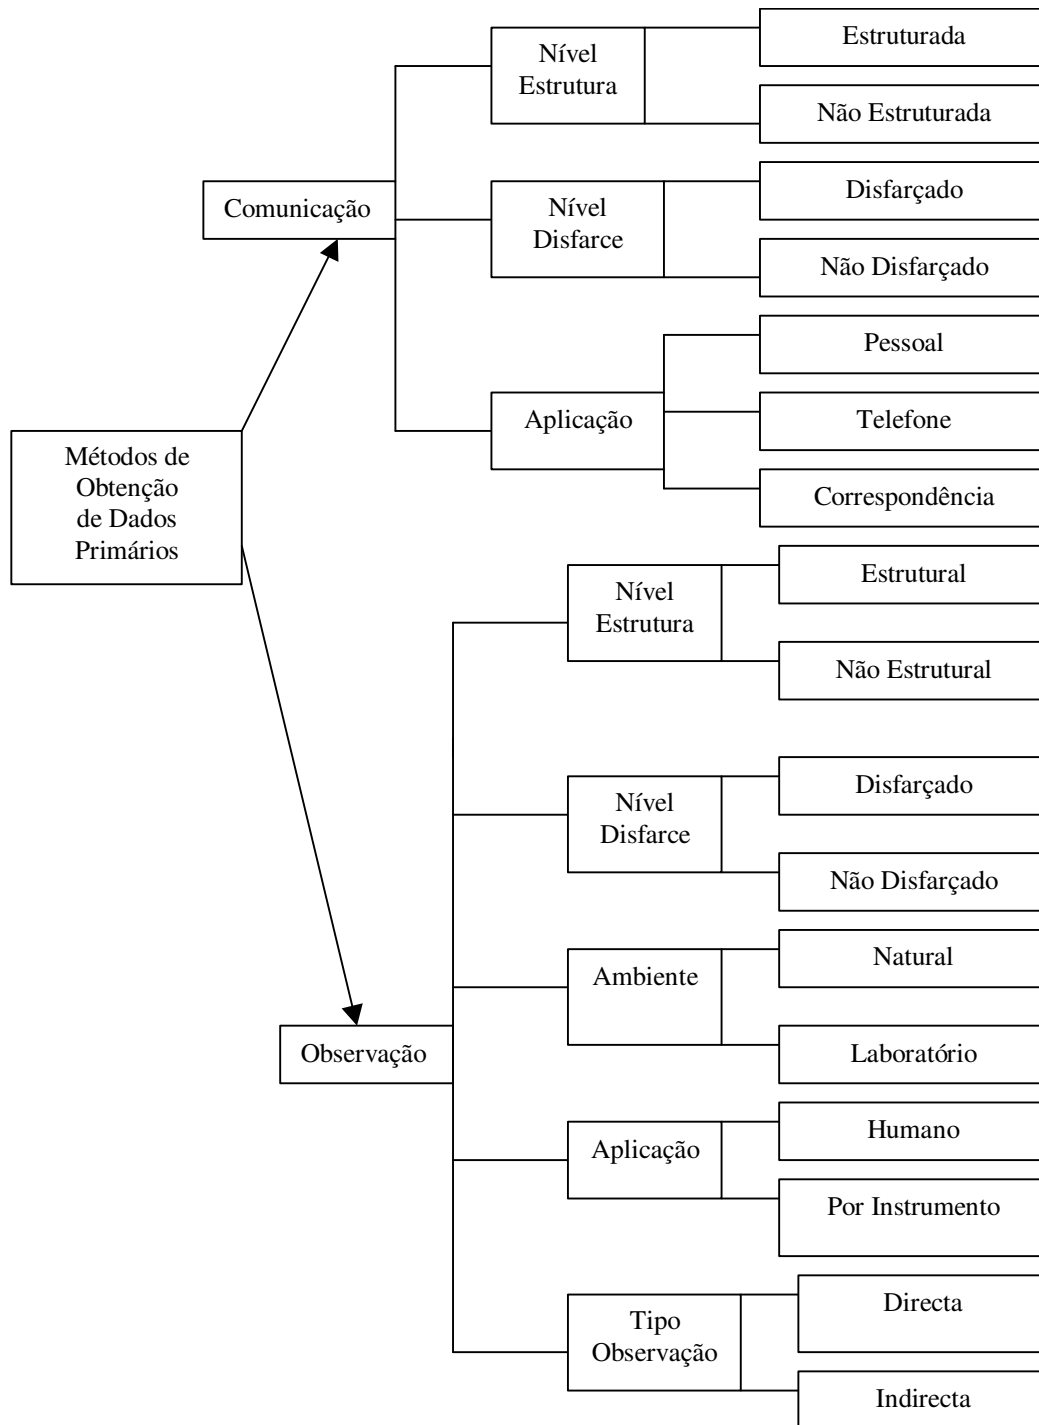 Nível
Estrutura
Estruturada
Não Estruturada
Comunicação
Nível
Disfarce
Disfarçado
Não Disfarçado
Aplicação
Pessoal
Telefone
Correspondência
Métodos de
Obtenção
de Dados
Primários
Nível
Estrutura
Estrutural
Não Estrutural
Nível
Disfarce
Disfarçado
Não Disfarçado
Observação
Ambiente
Natural
Laboratório
Aplicação
Humano
Por Instrumento
Tipo
Observação
Directa
Indirecta